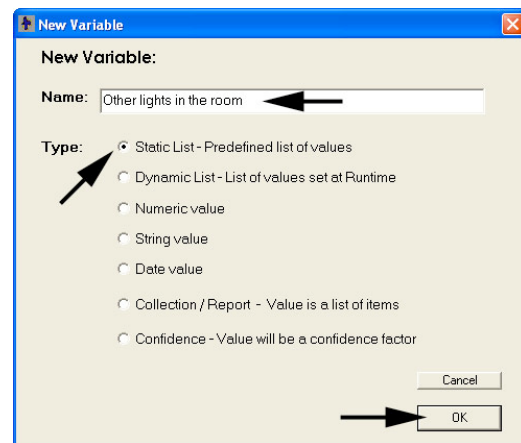 New Variable
New Variable:
Name: Other lights in the room
Type: Static List - Predefined list of values
Dynamic List - List of values set at Runtime
Numeric value
String value
Date value
Collection / Report - Value is a list of items
Confidence - Value will be a confidence factor
Cancel
OK